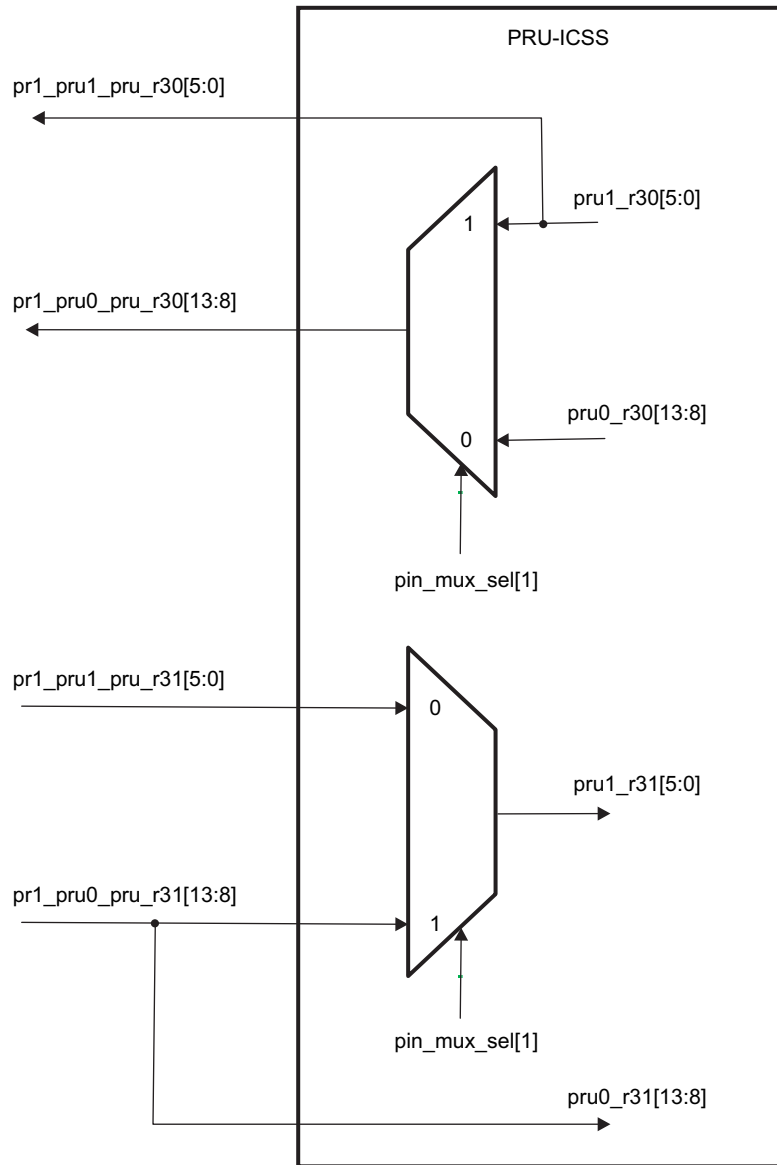 PRU-ICSS
pr1_pru1_pru_r30[5:0]
1
pru1_r30[5:0]
pr1_pru0_pru_r30[13:8]
0
pru0_r30[13:8]
pin_mux_sel[1]
pr1_pru1_pru_r31[5:0]
0
pru1_r31[5:0]
pr1_pru0_pru_r31[13:8]
1
pin_mux_sel[1]
pru0_r31[13:8]